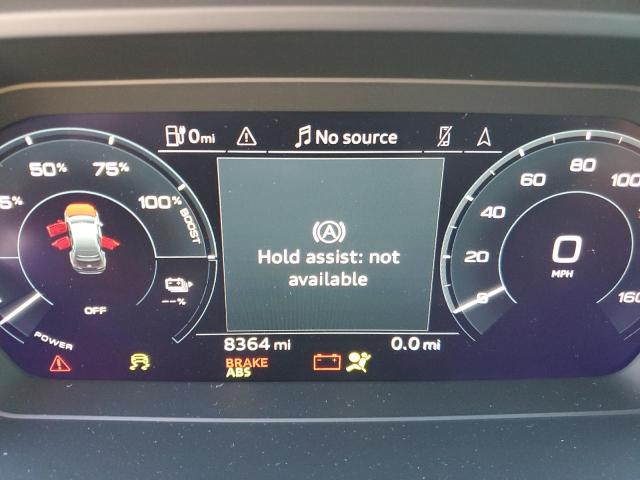 0mi
No source
50%
75%
100%
BOOST
OFF
--%
POWER
A
Hold assist: not
available
0
20
40
60
80
100
160
0
MPH
8364 mi
0.0 mi
BRAKE
ABS